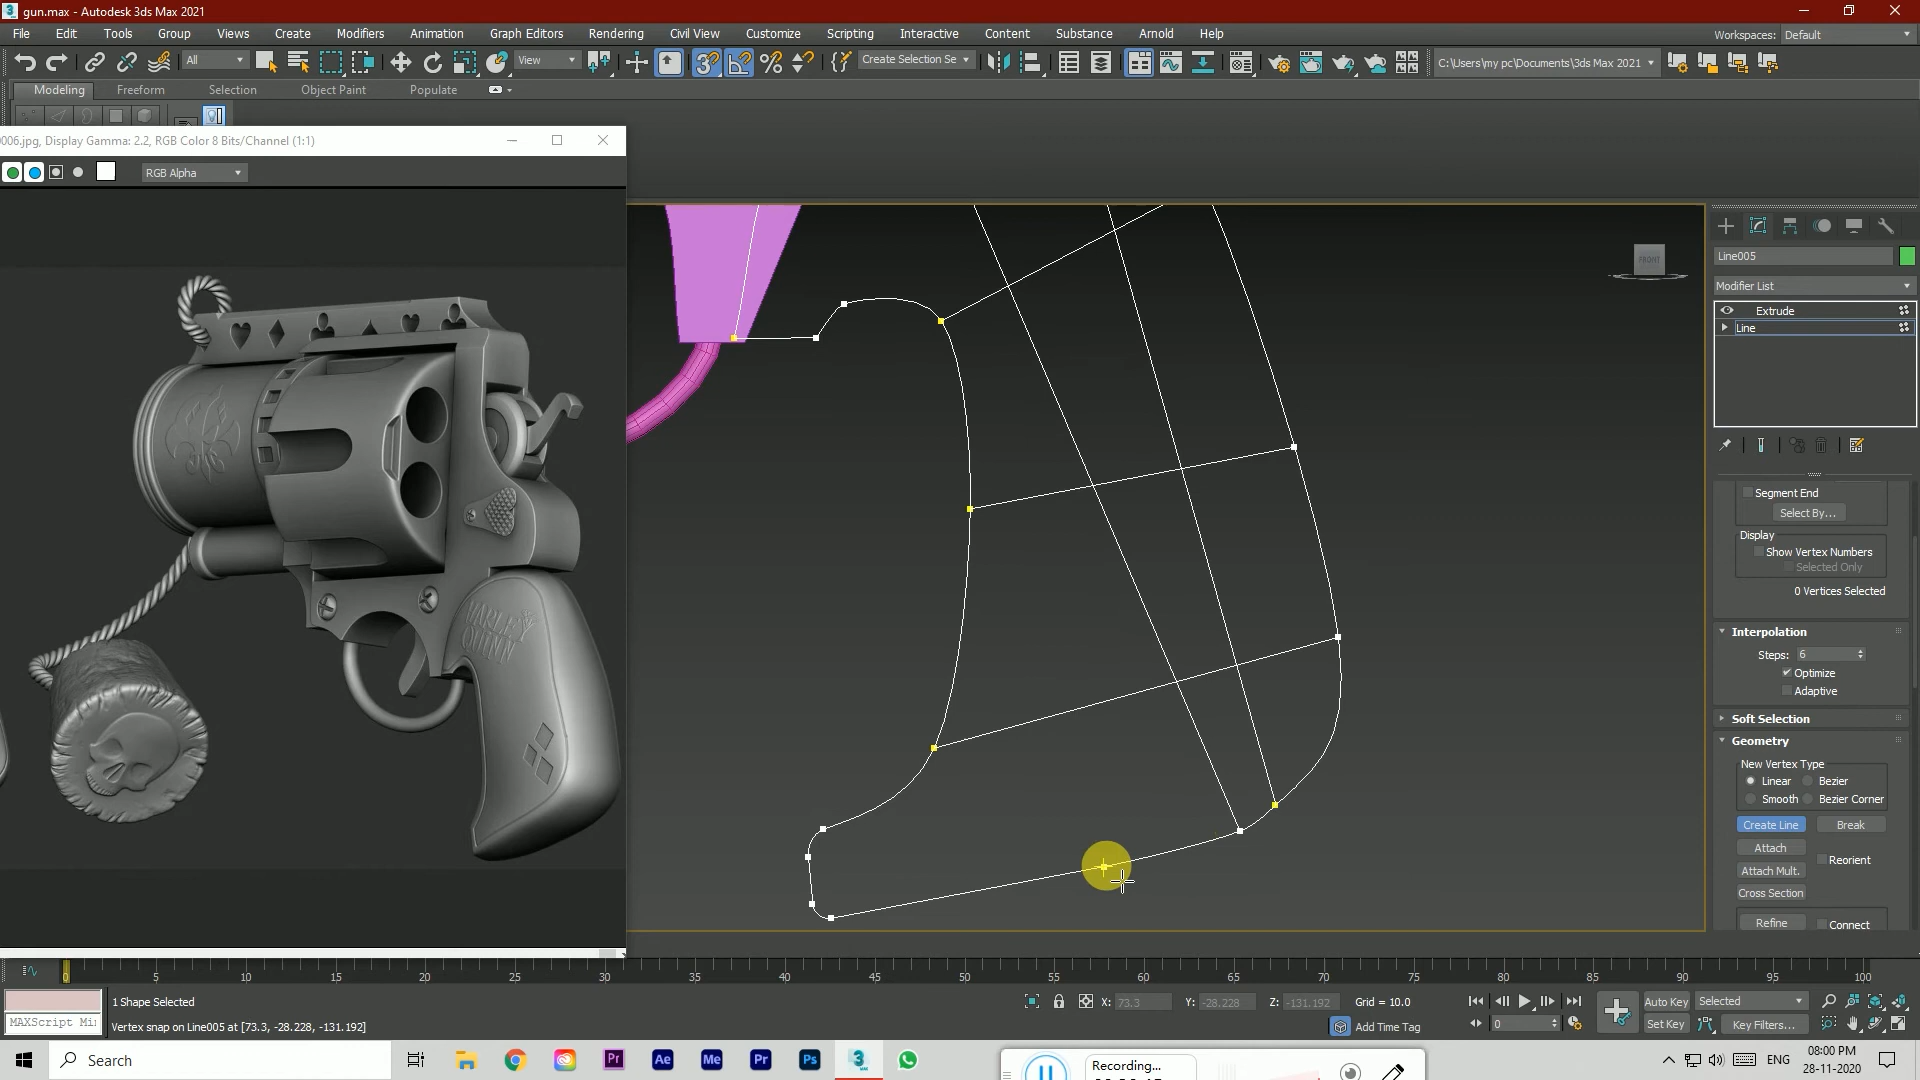 gun.max - Autodesk 3ds Max 2021
File Edit Tools Group Views Create Modifiers Animation Graph Editors Rendering Civil View Customize Scripting Interactive Content Substance Arnold Help
Workspaces: Default
All View Create Selection Se C:\Users\my pc\Documents\3ds Max 2021
Modeling Freeform Selection Object Paint Populate
0006.jpg, Display Gamma: 2.2, RGB Color 8 Bits/Channel (1:1)
RGB Alpha
HARLEY
QUINN
FRONT
Line005
Modifier List
Extrude
Line
Segment End
Select By...
Display
Show Vertex Numbers
Selected Only
0 Vertices Selected
Interpolation
Steps: 6
Optimize
Adaptive
Soft Selection
Geometry
New Vertex Type
Linear Bezier
Smooth Bezier Corner
Create Line Break
Attach
Reorient
Attach Mult.
Cross Section
Refine Connect
0 5 10 15 20 25 30 35 40 45 50 55 60 65 70 75 80 85 90 95 100
1 Shape Selected
X: 73.3 Y: -28.228 Z: -131.192 Grid = 10.0
Auto Key Selected
MAXScript Mi
Vertex snap on Line005 at [73.3, -28.228, -131.192]
Add Time Tag
0
Set Key Key Filters...
Search
Recording...
ENG
08:00 PM
28-11-2020